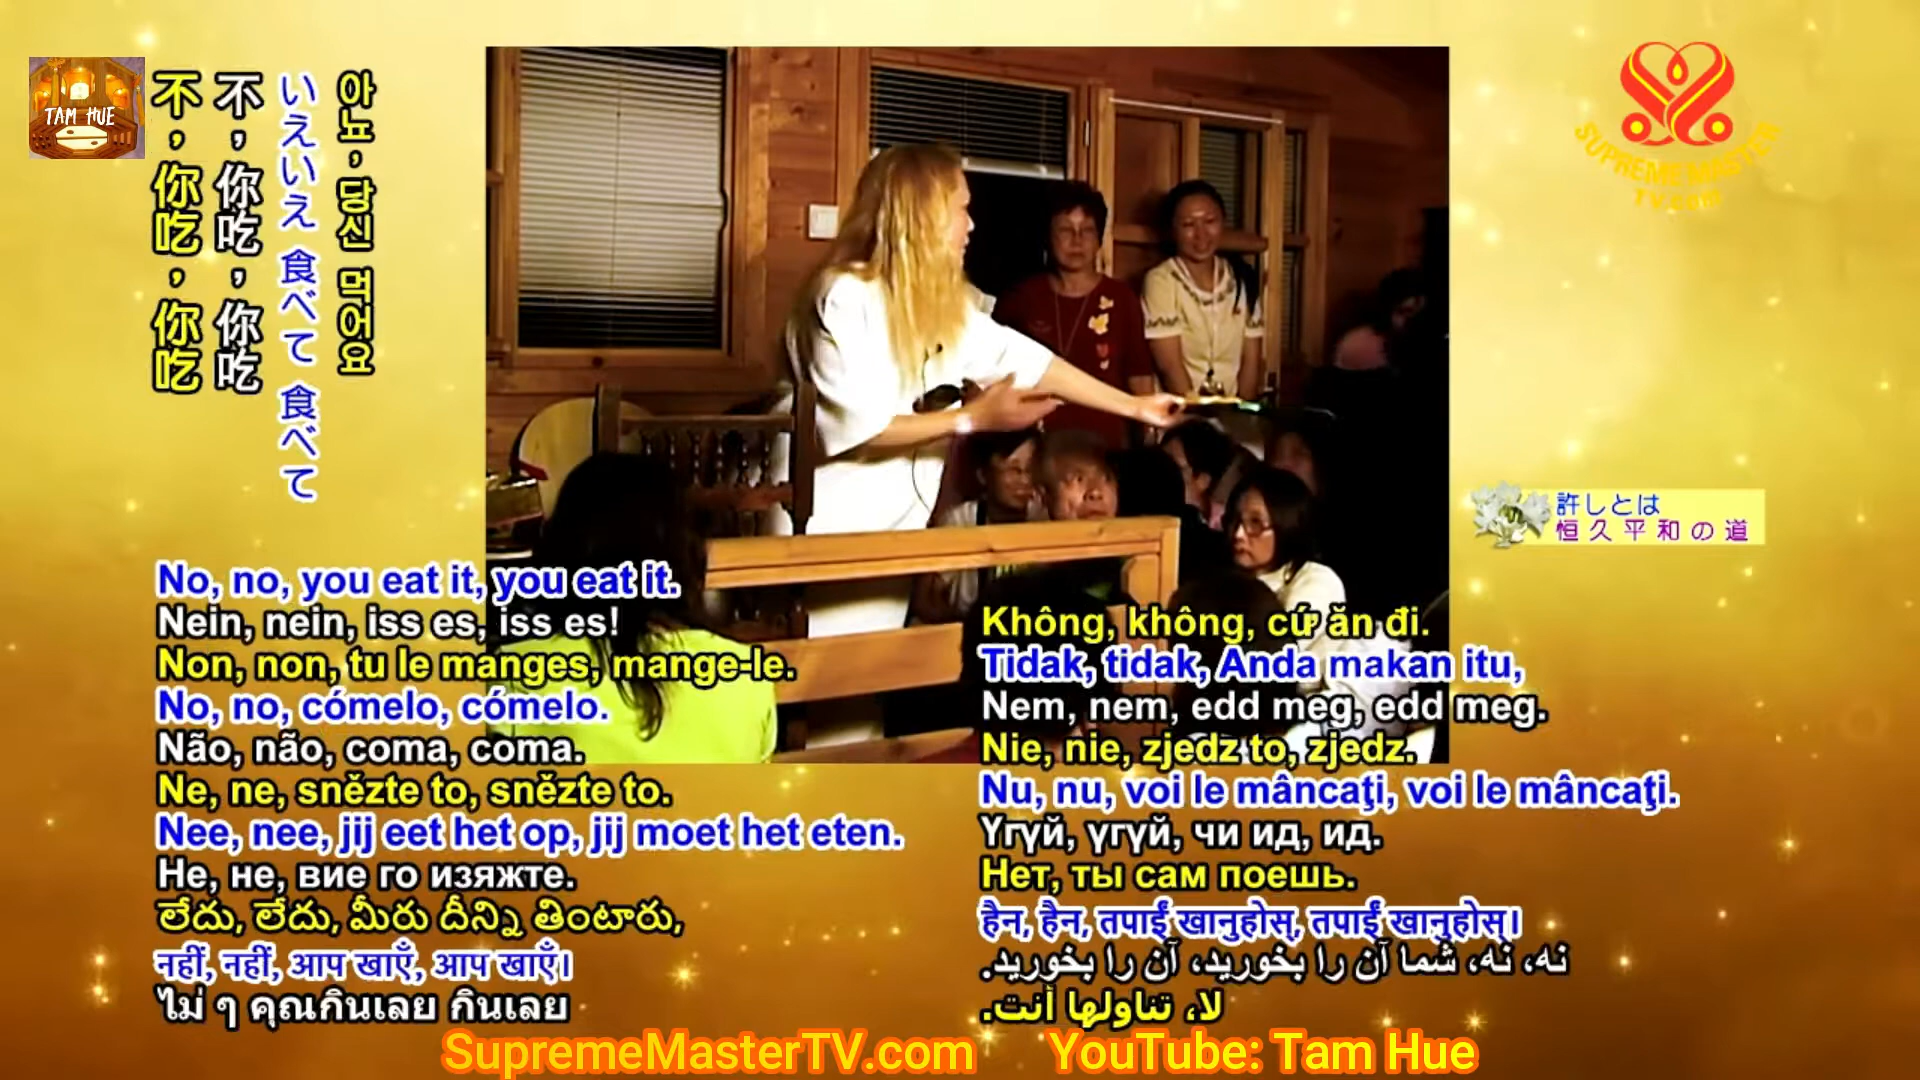 TAM HUE
不，你吃，你吃
不，你吃，你吃
いえいえ 食べて 食べて
아뇨, 당신 먹어요
SUPREME MASTER
TV.com
許しとは
恒久平和の道
No, no, you eat it, you eat it.
Nein, nein, iss es, iss es!
Non, non, tu le manges, mange-le.
No, no, cómelo, cómelo.
Não, não, coma, coma.
Ne, ne, snězte to, snězte to.
Nee, nee, jij eet het op, jij moet het eten.
Не, не, вие го изяжте.
లేదు, లేదు, మీరు దీన్ని తింటారు,
नहीं, नहीं, आप खाएँ, आप खाएँ।
ไม่ ๆ คุณกินเลย กินเลย
Không, không, cứ ăn đi.
Tidak, tidak, Anda makan itu,
Nem, nem, edd meg, edd meg.
Nie, nie, zjedz to, zjedz.
Nu, nu, voi le mâncaţi, voi le mâncaţi.
Үгүй, үгүй, чи ид, ид.
Нет, ты сам поешь.
हैन, हैन, तपाईं खानुहोस्, तपाईं खानुहोस्।
نه، نه، شما آن را بخورید، آن را بخورید.
لا، تناولها أنت.
SupremeMasterTV.com YouTube: Tam Hue